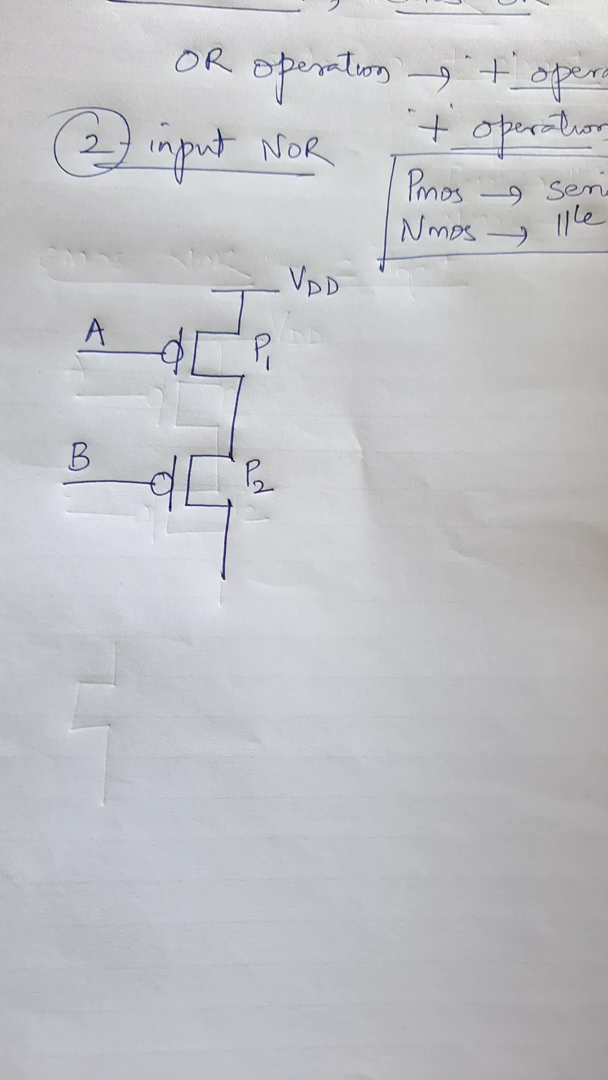 OR operation → '+' opera
'+' operation
2 - input NOR
Pmos → seri
Nmos → ||le
VDD
A
P1
B
P2